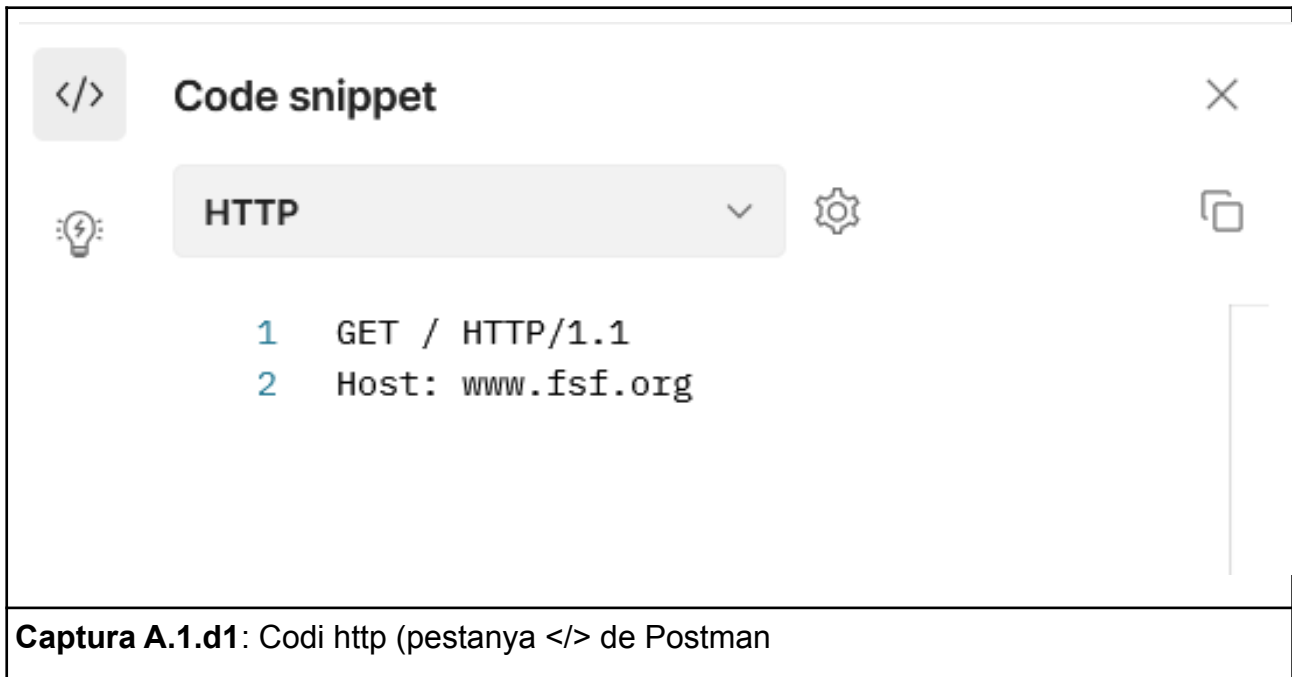 </> Code snippet
HTTP
1 GET / HTTP/1.1
2 Host: www.fsf.org
Captura A.1.d1: Codi http (pestanya </> de Postman